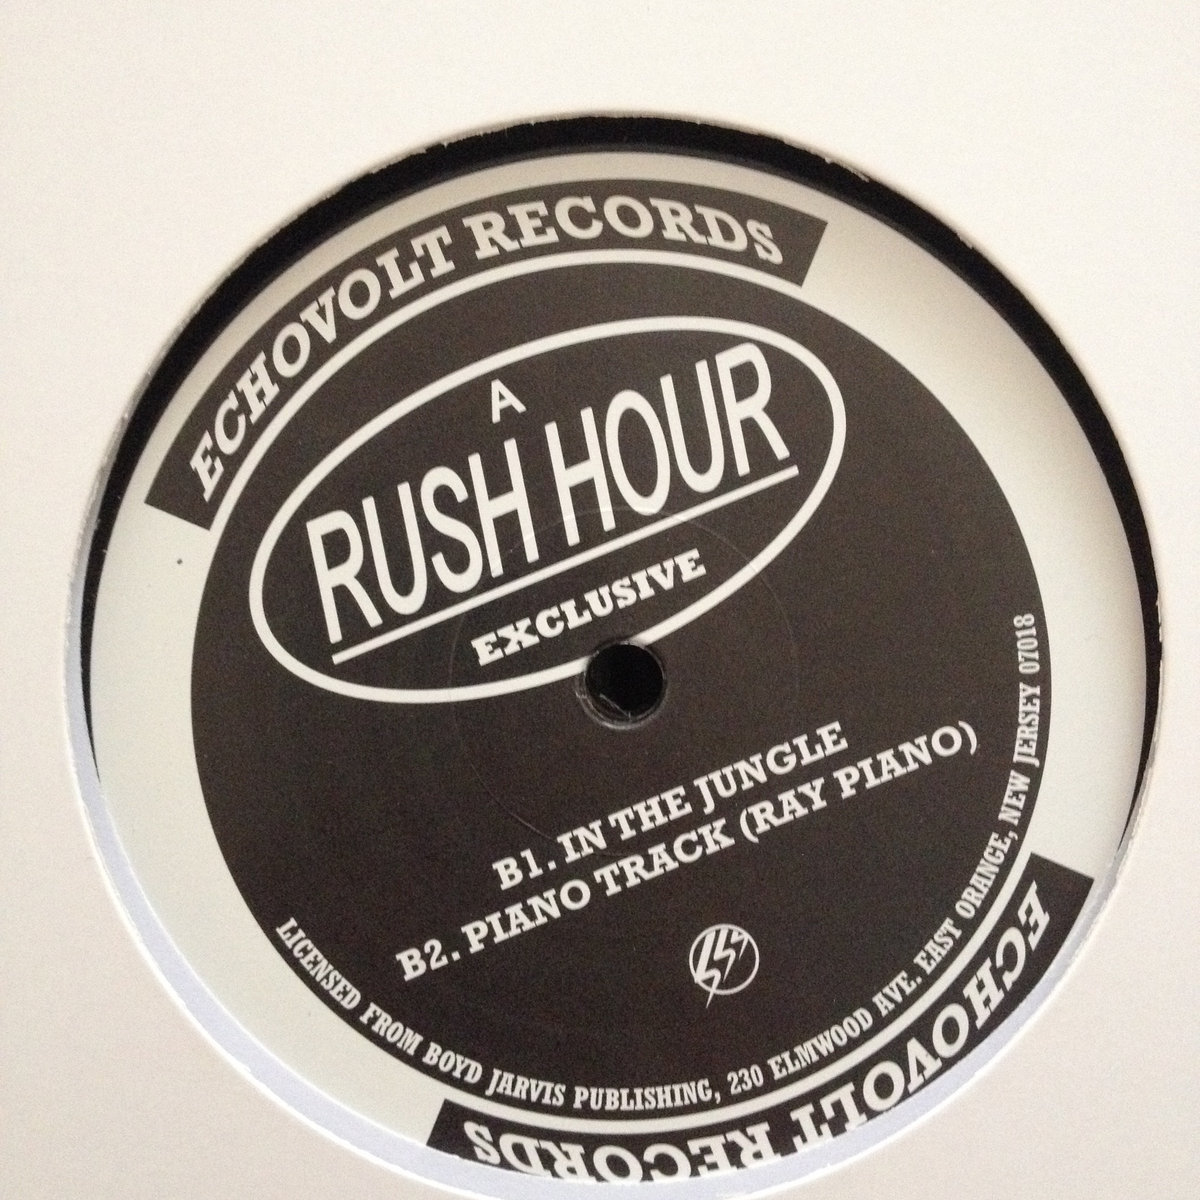 ECHOVOLT RECORDS
A
RUSH HOUR
EXCLUSIVE
B1. IN THE JUNGLE
B2. PIANO TRACK (RAY PIANO)
LICENSED FROM BOYD JARVIS PUBLISHING, 230 ELMWOOD AVE. EAST ORANGE, NEW JERSEY 07018
ECHOVOLT RECORDS